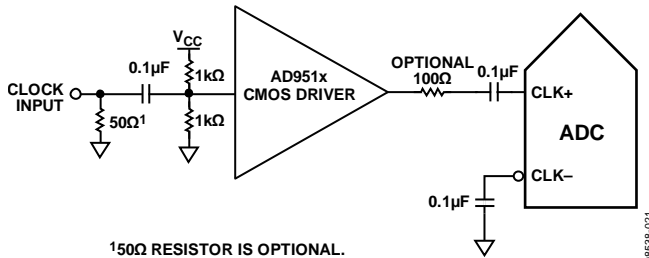 VCC
0.1µF
1kΩ
CLOCK
INPUT
50Ω1
1kΩ
AD951x
CMOS DRIVER
OPTIONAL
100Ω
0.1µF
CLK+
ADC
CLK–
0.1µF
150Ω RESISTOR IS OPTIONAL.